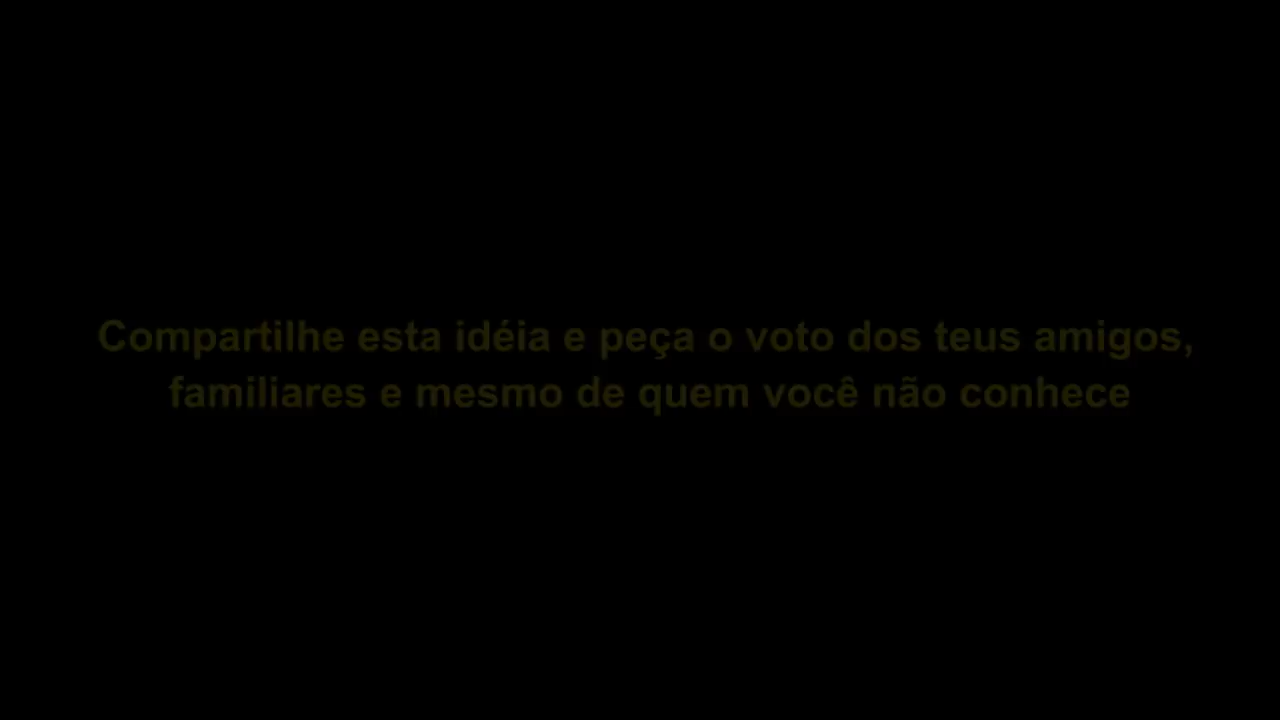 Compartilhe esta idéia e peça o voto dos teus amigos,
familiares e mesmo de quem você não conhece